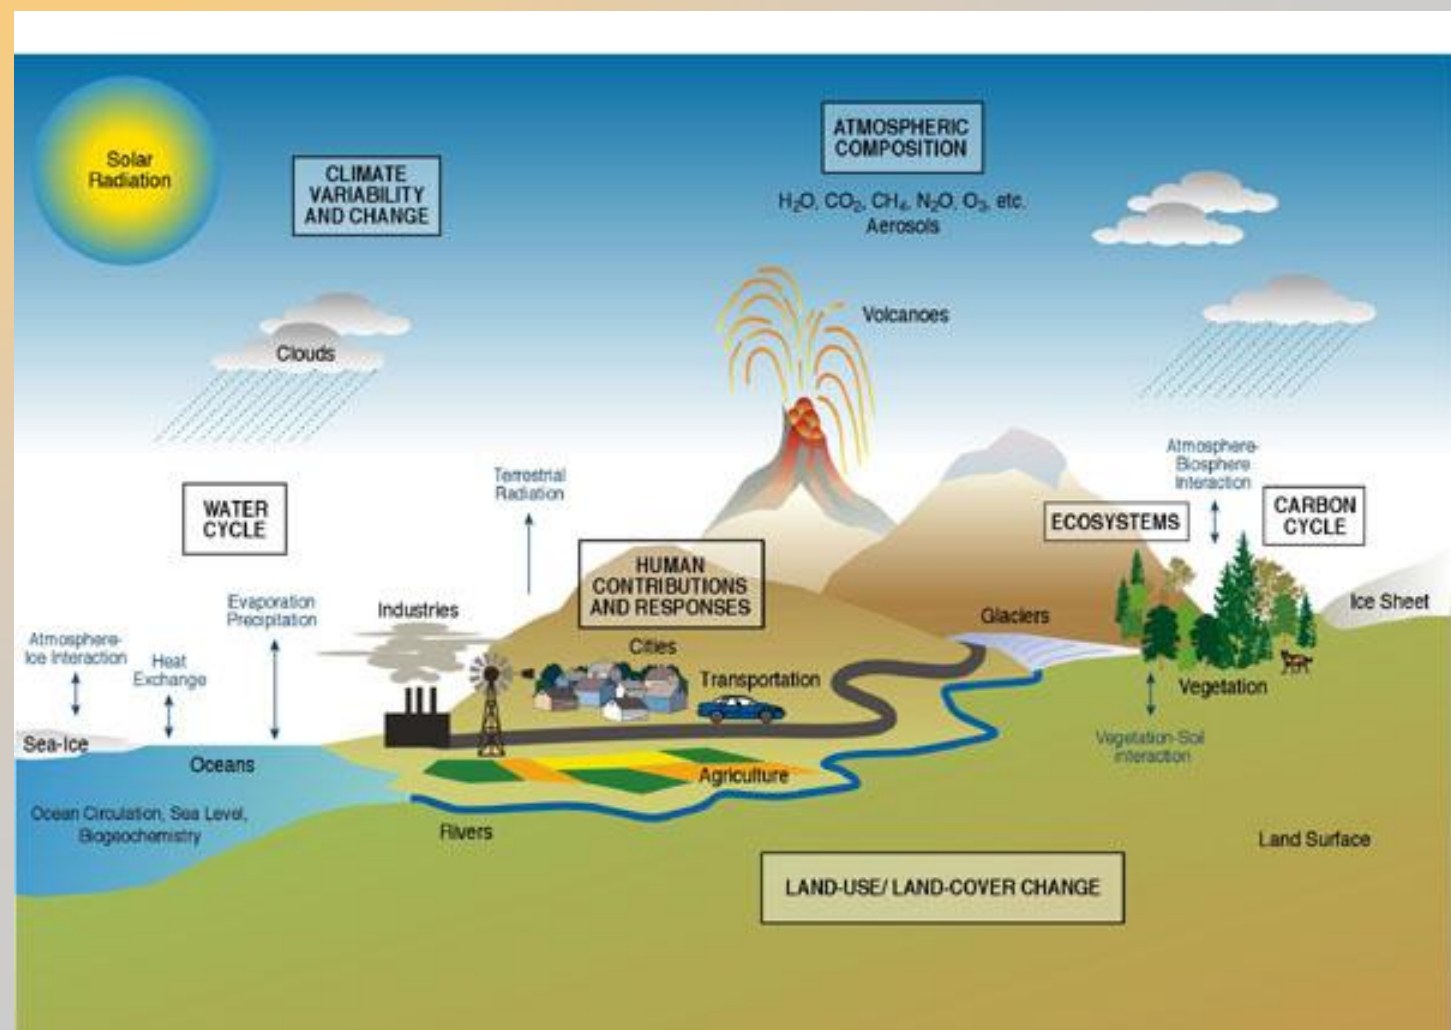 Solar
Radiation
CLIMATE
VARIABILITY
AND CHANGE
ATMOSPHERIC
COMPOSITION
H₂O, CO₂, CH₄, N₂O, O₃, etc.
Aerosols
Volcanoes
Clouds
Terrestrial
Radiation
Atmosphere-
Biosphere
Interaction
WATER
CYCLE
ECOSYSTEMS
CARBON
CYCLE
HUMAN
CONTRIBUTIONS
AND RESPONSES
Evaporation
Precipitation
Industries
Glaciers
Ice Sheet
Atmosphere-
Ice Interaction
Heat
Exchange
Cities
Transportation
Vegetation
Sea-Ice
Oceans
Agriculture
Vegetation-Soil
interaction
Ocean Circulation, Sea Level,
Biogeochemistry
Rivers
Land Surface
LAND-USE/ LAND-COVER CHANGE